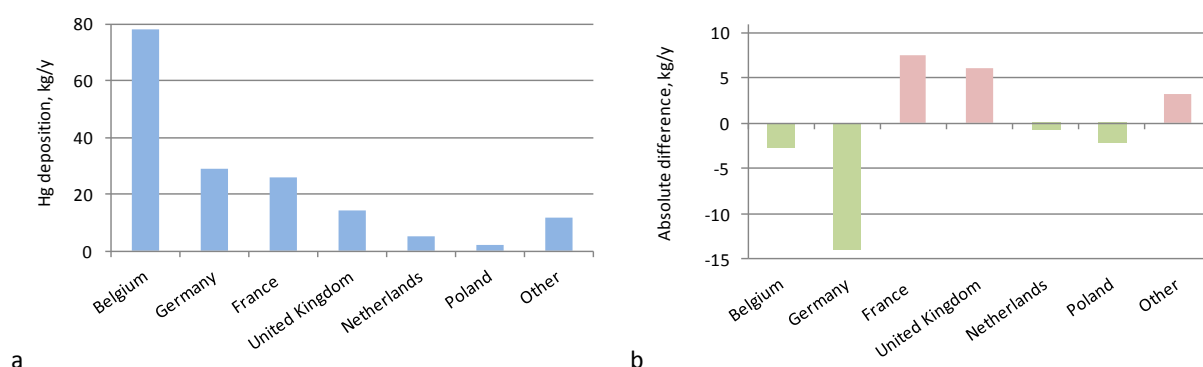 80
60
40
20
0
Hg deposition, kg/y
Belgium
Germany
France
United Kingdom
Netherlands
Poland
Other
a
10
5
0
-5
-10
-15
Absolute difference, kg/y
Belgium
Germany
France
United Kingdom
Netherlands
Poland
Other
b